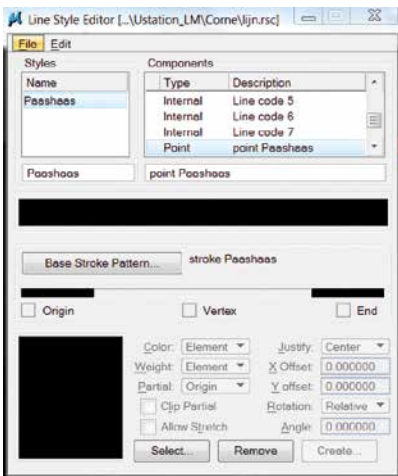 Line Style Editor [...\Ustation_LM\Corne\lijn.rsc]
File Edit
Styles
Components
Name
Type Description
Paashaas
Internal Line code 5
Internal Line code 6
Internal Line code 7
Point point Paashaas
Paashaas
point Paashaas
Base Stroke Pattern...
stroke Paashaas
Origin
Vertex
End
Color: Element
Justify: Center
Weight: Element
X Offset: 0.000000
Partial: Origin
Y offset: 0.000000
Clip Partial
Rotation: Relative
Allow Stretch
Angle: 0.000000
Select...
Remove
Create...